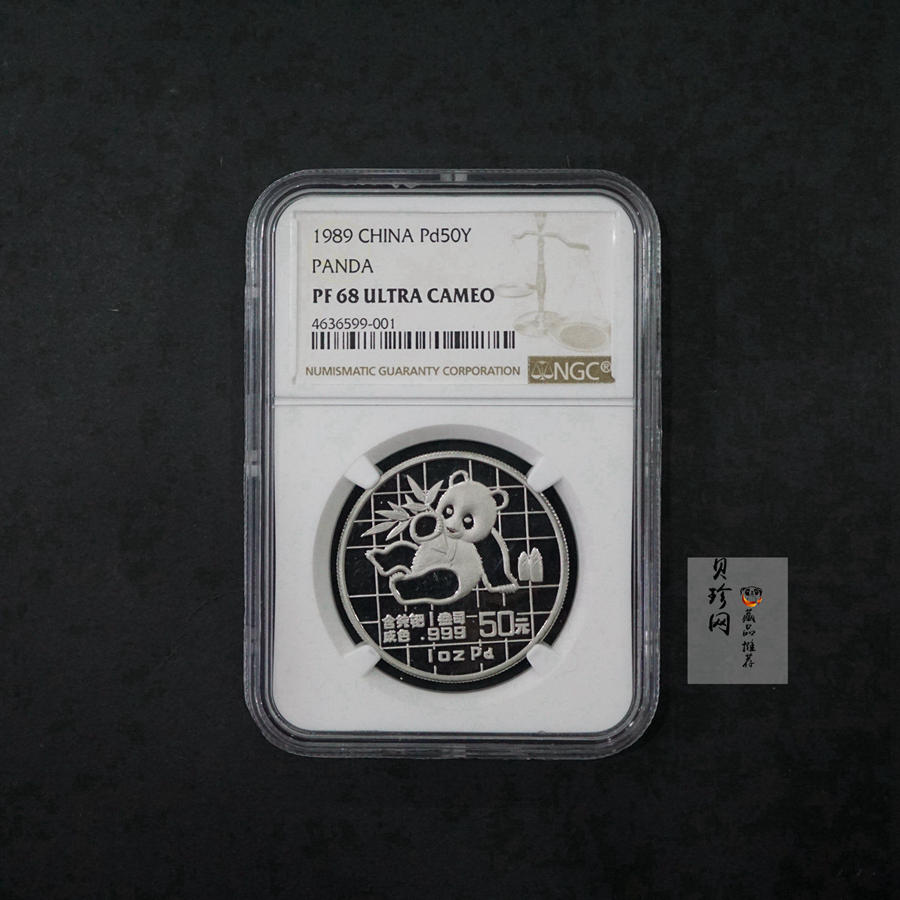 1989 CHINA Pd50Y
PANDA
PF 68 ULTRA CAMEO
4636599-001
NUMISMATIC GUARANTY CORPORATION
NGC®
含纯钯1盎司
成色 .999 50元
1oz Pd
贝珍网
藏品推荐